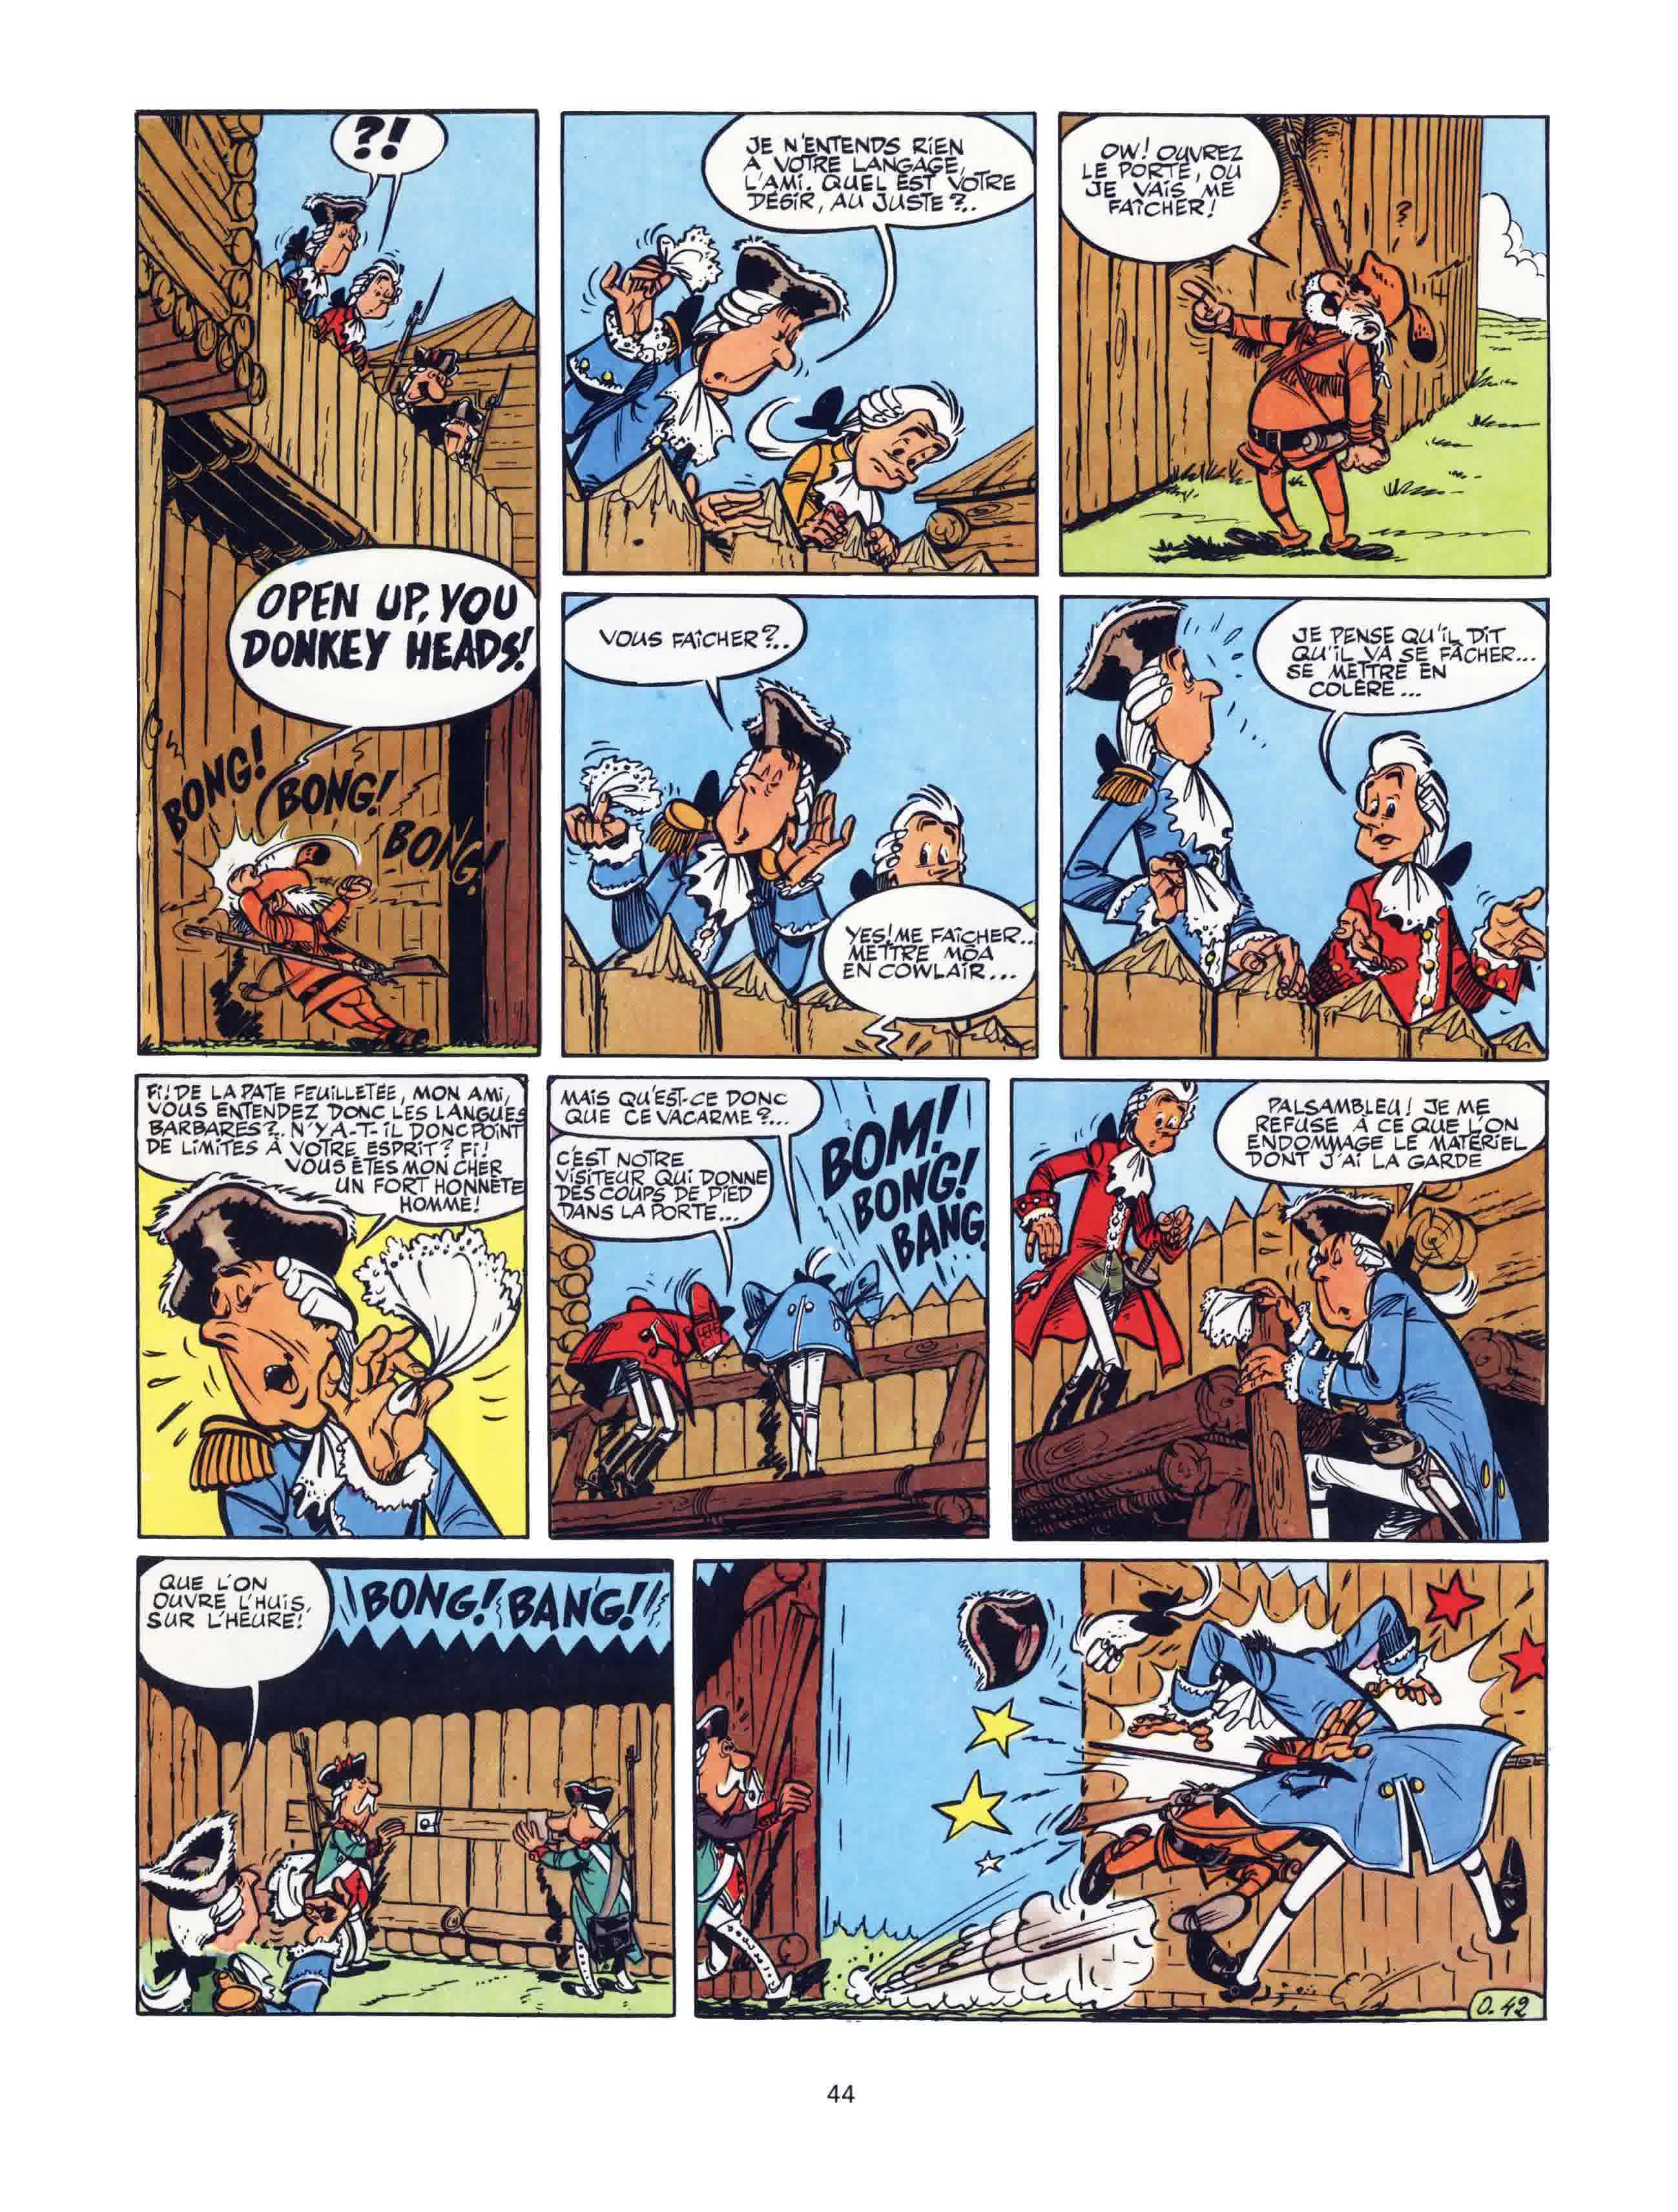 ?!
OPEN UP, YOU
DONKEY HEADS!
BONG!
BONG!
BONG!
JE N'ENTENDS RIEN
A VOTRE LANGAGE,
L'AMI. QUEL EST VOTRE
DÉSIR, AU JUSTE?..
OW! OUVREZ
LE PORTE, OU
JE VAIS ME
FAÎCHER!
VOUS FAÎCHER?..
YES! ME FAÎCHER...
METTRE MÔA
EN COWLAIR...
JE PENSE QU'IL DIT
QU'IL VA SE FÂCHER...
SE METTRE EN
COLÈRE...
FI! DE LA PATE FEUILLETÉE, MON AMI,
VOUS ENTENDEZ DONC LES LANGUES
BARBARES?.. N'Y A-T-IL DONC POINT
DE LIMITES À VOTRE ESPRIT? FI!
VOUS ÊTES MON CHER
UN FORT HONNÊTE
HOMME!
MAIS QU'EST-CE DONC
QUE CE VACARME?...
C'EST NOTRE
VISITEUR QUI DONNE
DES COUPS DE PIED
DANS LA PORTE...
BOM!
BONG!
BANG
PALSAMBLEU! JE ME
REFUSE À CE QUE L'ON
ENDOMMAGE LE MATÉRIEL
DONT J'AI LA GARDE
QUE L'ON
OUVRE L'HUIS,
SUR L'HEURE!
BONG! BANG!!
O.42
44